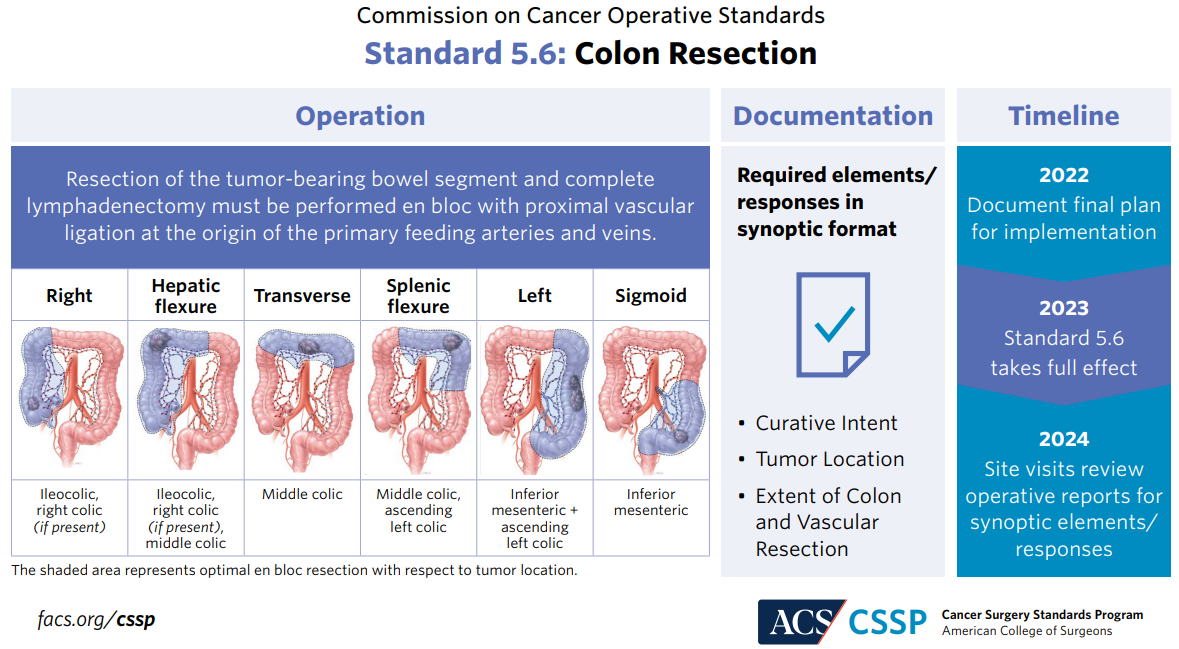 Commission on Cancer Operative Standards
Standard 5.6: Colon Resection
Operation
Resection of the tumor-bearing bowel segment and complete
lymphadenectomy must be performed en bloc with proximal vascular
ligation at the origin of the primary feeding arteries and veins.
Right
Hepatic
flexure
Transverse
Splenic
flexure
Left
Sigmoid
Ileocolic,
right colic
(if present)
Ileocolic,
right colic
(if present),
middle colic
Middle colic
Middle colic,
ascending
left colic
Inferior
mesenteric +
ascending
left colic
Inferior
mesenteric
The shaded area represents optimal en bloc resection with respect to tumor location.
Documentation
Required elements/
responses in
synoptic format
• Curative Intent
• Tumor Location
• Extent of Colon
and Vascular
Resection
Timeline
2022
Document final plan
for implementation
2023
Standard 5.6
takes full effect
2024
Site visits review
operative reports for
synoptic elements/
responses
facs.org/cssp
ACS CSSP
Cancer Surgery Standards Program
American College of Surgeons